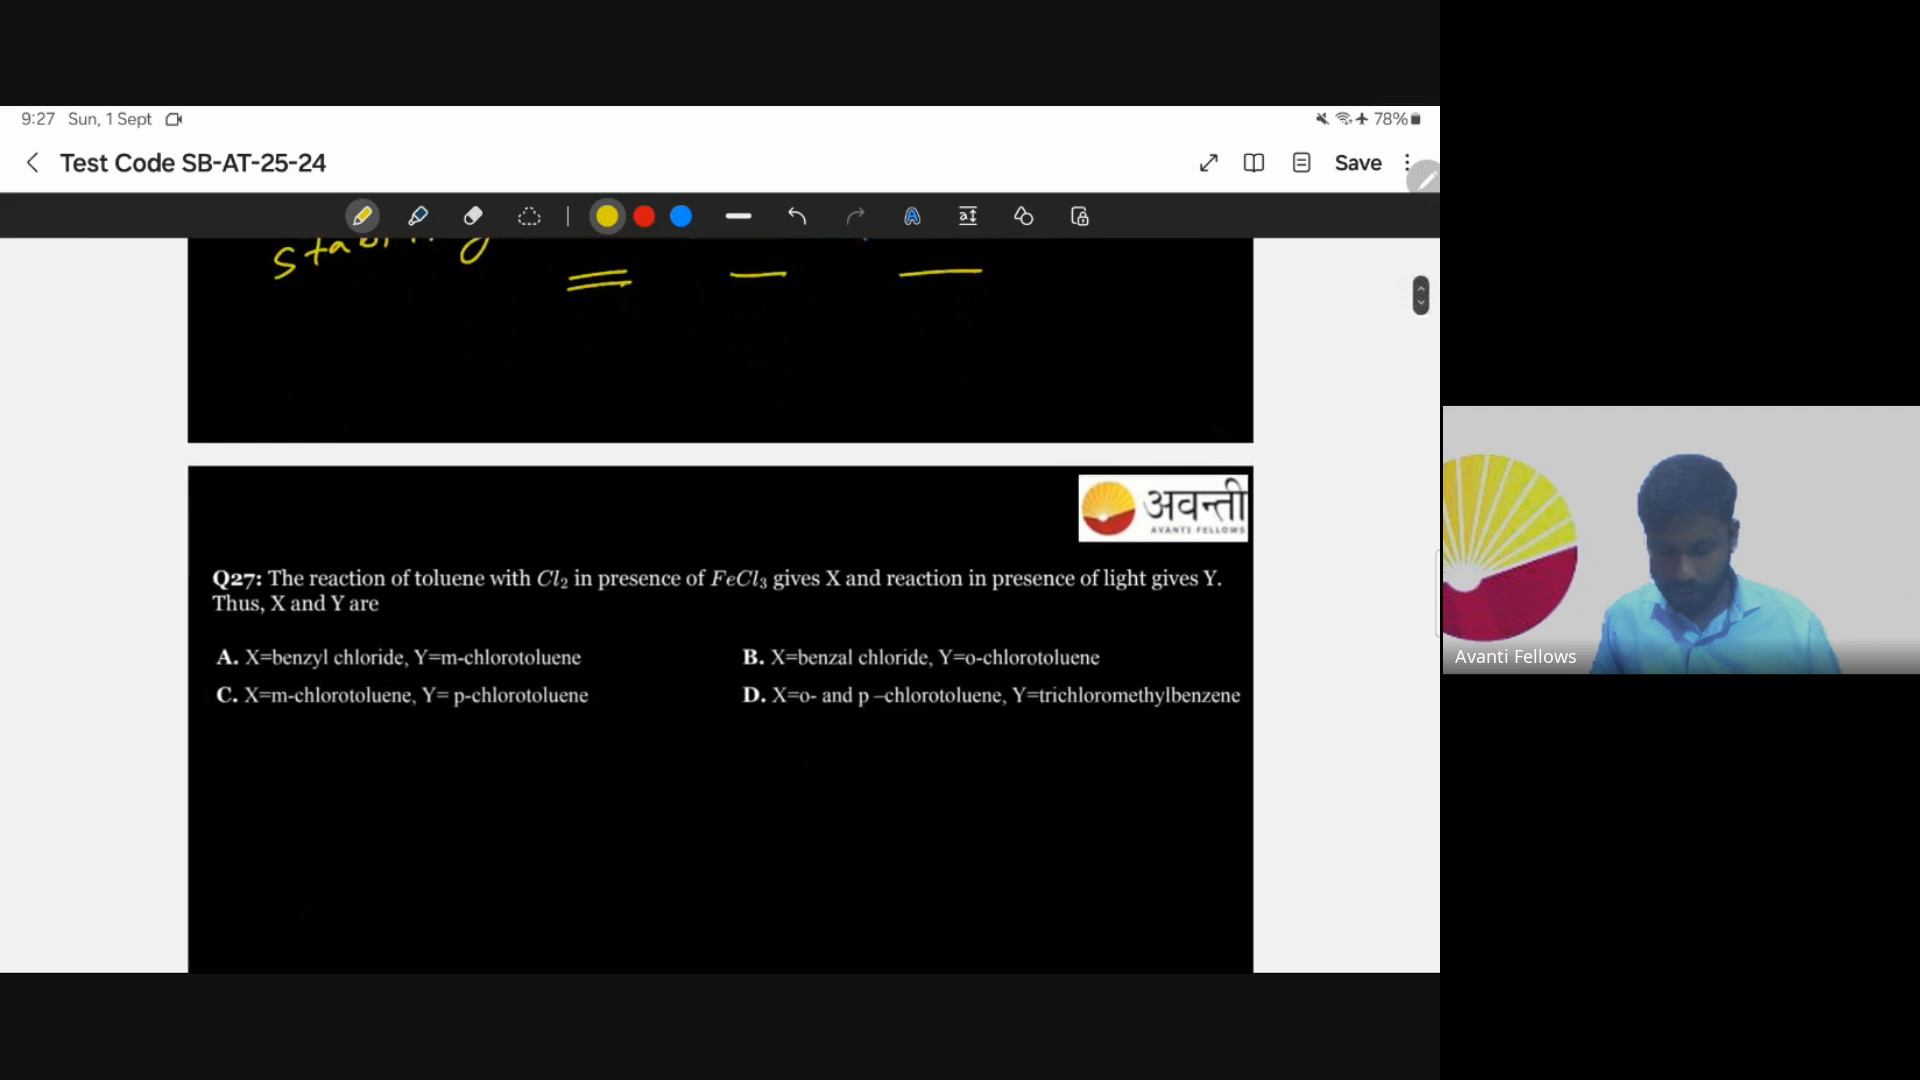 9:27 Sun, 1 Sept
78%
Test Code SB-AT-25-24
Save
stability
अवन्ती
AVANTI FELLOWS
Q27: The reaction of toluene with Cl₂ in presence of FeCl₃ gives X and reaction in presence of light gives Y.
Thus, X and Y are
A. X=benzyl chloride, Y=m-chlorotoluene
B. X=benzal chloride, Y=o-chlorotoluene
C. X=m-chlorotoluene, Y= p-chlorotoluene
D. X=o- and p –chlorotoluene, Y=trichloromethylbenzene
Avanti Fellows